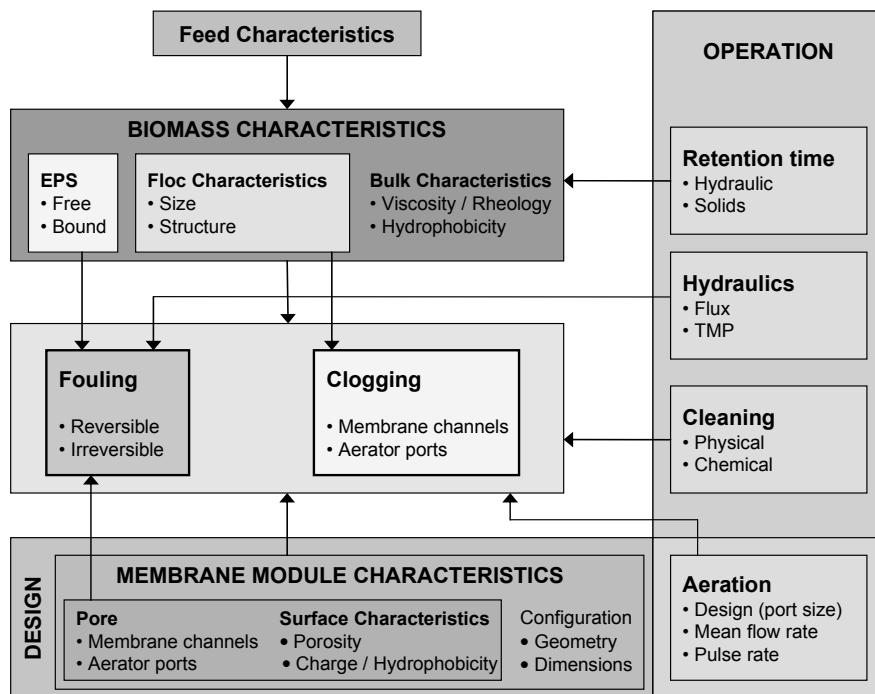 Feed Characteristics
OPERATION
BIOMASS CHARACTERISTICS
EPS
• Free
• Bound
Floc Characteristics
• Size
• Structure
Bulk Characteristics
• Viscosity / Rheology
• Hydrophobicity
Retention time
• Hydraulic
• Solids
Hydraulics
• Flux
• TMP
Fouling
• Reversible
• Irreversible
Clogging
• Membrane channels
• Aerator ports
Cleaning
• Physical
• Chemical
DESIGN
MEMBRANE MODULE CHARACTERISTICS
Pore
• Membrane channels
• Aerator ports
Surface Characteristics
• Porosity
• Charge / Hydrophobicity
Configuration
• Geometry
• Dimensions
Aeration
• Design (port size)
• Mean flow rate
• Pulse rate